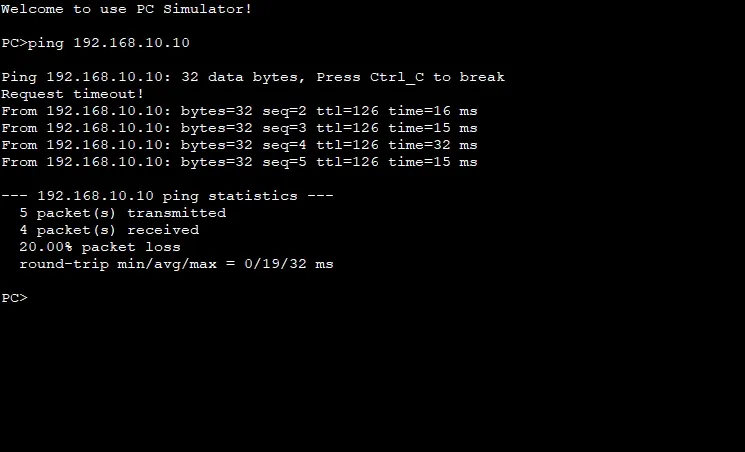 Welcome to use PC Simulator!
PC>ping 192.168.10.10
Ping 192.168.10.10: 32 data bytes, Press Ctrl_C to break
Request timeout!
From 192.168.10.10: bytes=32 seq=2 ttl=126 time=16 ms
From 192.168.10.10: bytes=32 seq=3 ttl=126 time=15 ms
From 192.168.10.10: bytes=32 seq=4 ttl=126 time=32 ms
From 192.168.10.10: bytes=32 seq=5 ttl=126 time=15 ms
--- 192.168.10.10 ping statistics ---
5 packet(s) transmitted
4 packet(s) received
20.00% packet loss
round-trip min/avg/max = 0/19/32 ms
PC>